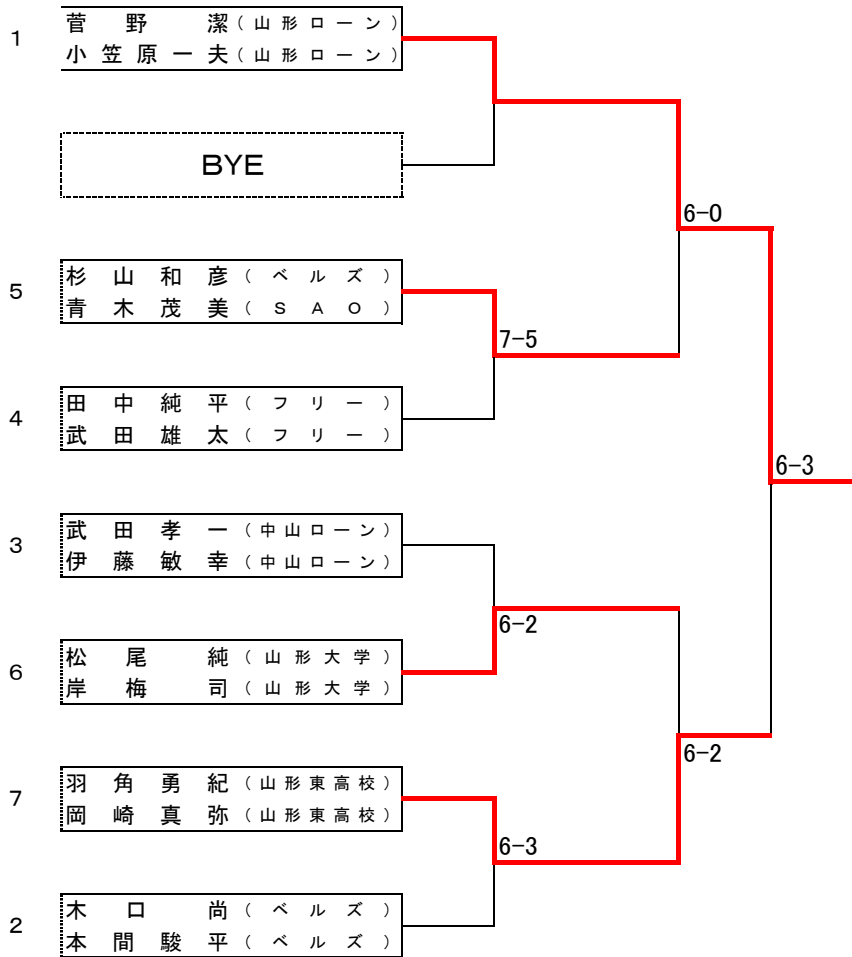 1
菅野 潔(山形ローン)
小笠原一夫(山形ローン)
BYE
6-0
5
杉山和彦(ベルズ)
青木茂美(SAO)
7-5
4
田中純平(フリー)
武田雄太(フリー)
6-3
3
武田孝一(中山ローン)
伊藤敏幸(中山ローン)
6-2
6
松尾 純(山形大学)
岸梅 司(山形大学)
6-2
7
羽角勇紀(山形東高校)
岡崎真弥(山形東高校)
6-3
2
木口 尚(ベルズ)
本間駿平(ベルズ)